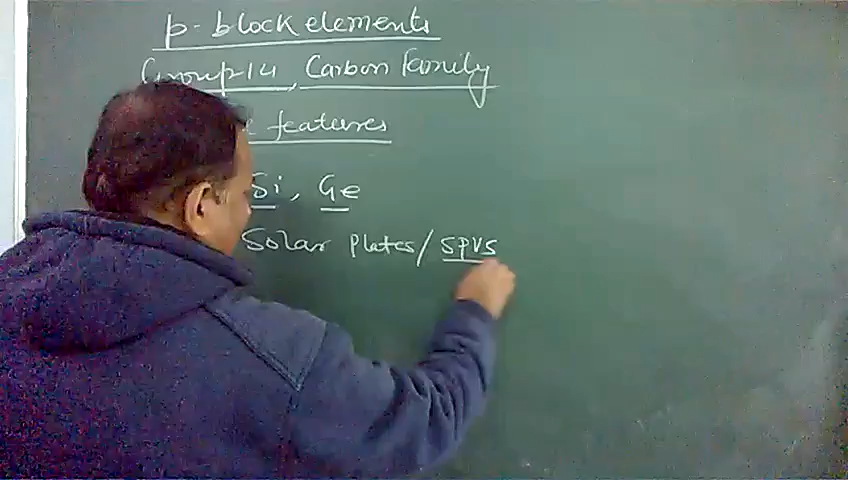 p-block elements
Group-14, Carbon Family
features
Si, Ge
Solar Plates/SPVS